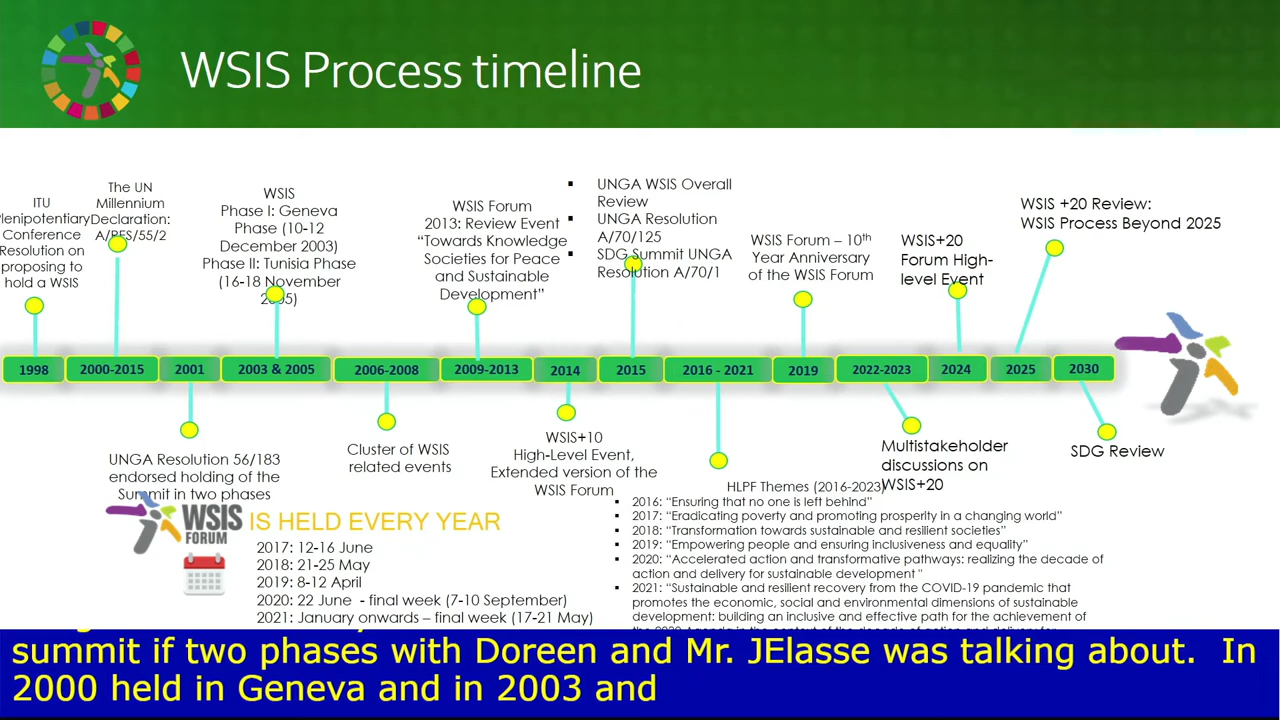 WSIS Process timeline
ITU
Plenipotentiary
Conference
Resolution on
proposing to
hold a WSIS
The UN
Millennium
Declaration:
A/RES/55/2
WSIS
Phase I: Geneva
Phase (10-12
December 2003)
Phase II: Tunisia Phase
(16-18 November
2005)
WSIS Forum
2013: Review Event
“Towards Knowledge
Societies for Peace
and Sustainable
Development”
▪ UNGA WSIS Overall
Review
▪ UNGA Resolution
A/70/125
▪ SDG Summit UNGA
Resolution A/70/1
WSIS Forum – 10th
Year Anniversary
of the WSIS Forum
WSIS+20
Forum High-
level Event
WSIS +20 Review:
WSIS Process Beyond 2025
1998 2000-2015 2001 2003 & 2005 2006-2008 2009-2013 2014 2015 2016 - 2021 2019 2022-2023 2024 2025 2030
UNGA Resolution 56/183
endorsed holding of the
Summit in two phases
Cluster of WSIS
related events
WSIS+10
High-Level Event,
Extended version of the
WSIS Forum
Multistakeholder
discussions on
WSIS+20
SDG Review
HLPF Themes (2016-2023)
▪ 2016: “Ensuring that no one is left behind”
▪ 2017: “Eradicating poverty and promoting prosperity in a changing world”
▪ 2018: “Transformation towards sustainable and resilient societies”
▪ 2019: “Empowering people and ensuring inclusiveness and equality”
▪ 2020: “Accelerated action and transformative pathways: realizing the decade of
action and delivery for sustainable development”
▪ 2021: “Sustainable and resilient recovery from the COVID-19 pandemic that
promotes the economic, social and environmental dimensions of sustainable
development: building an inclusive and effective path for the achievement of
WSIS
FORUM
IS HELD EVERY YEAR
2017: 12-16 June
2018: 21-25 May
2019: 8-12 April
2020: 22 June - final week (7-10 September)
2021: January onwards – final week (17-21 May)
summit if two phases with Doreen and Mr. JElasse was talking about. In
2000 held in Geneva and in 2003 and